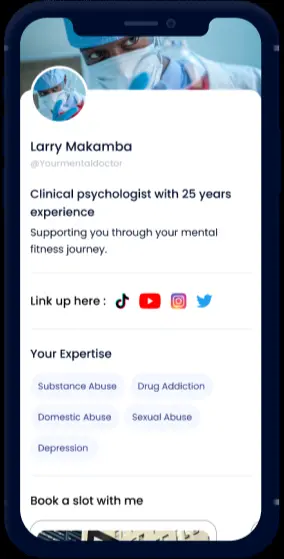 Larry Makamba
@Yourmentaldoctor
Clinical psychologist with 25 years
experience
Supporting you through your mental
fitness journey.
Link up here :
Your Expertise
Substance Abuse
Drug Addiction
Domestic Abuse
Sexual Abuse
Depression
Book a slot with me